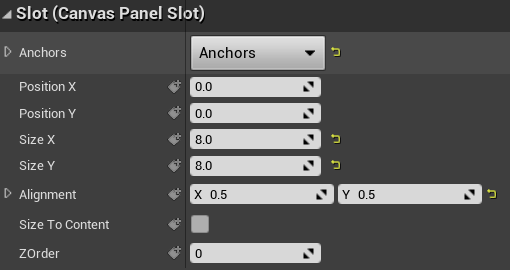 Slot (Canvas Panel Slot)
Anchors Anchors
Position X 0.0
Position Y 0.0
Size X 8.0
Size Y 8.0
Alignment X 0.5 Y 0.5
Size To Content
ZOrder 0